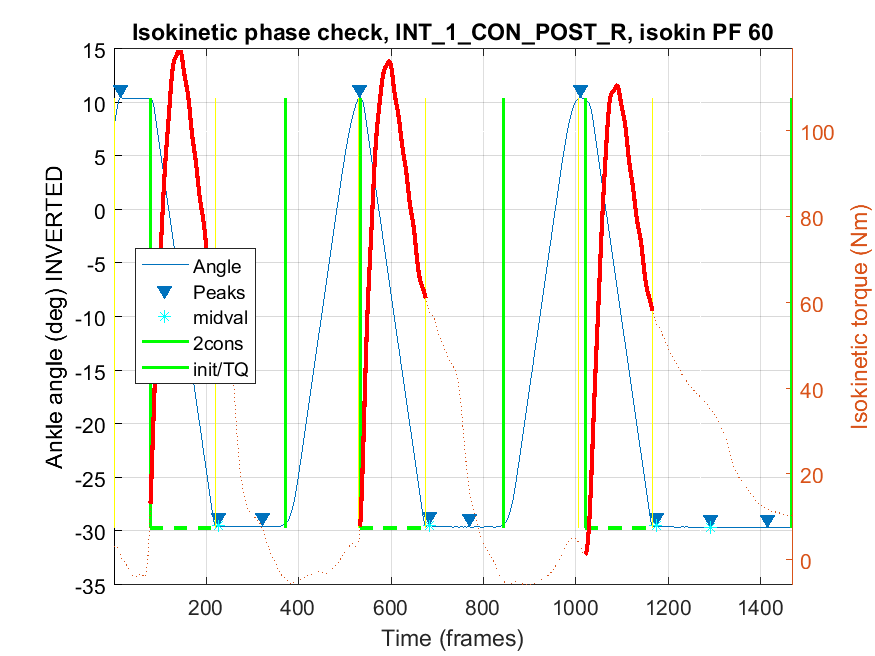 Isokinetic phase check, INT_1_CON_POST_R, isokin PF 60
Ankle angle (deg) INVERTED
15
10
5
0
-5
-10
-15
-20
-25
-30
-35
Angle
Peaks
midval
2cons
init/TQ
100
80
60
40
20
0
Isokinetic torque (Nm)
200
400
600
800
1000
1200
1400
Time (frames)